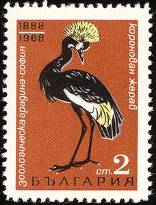 1888
1968
зоологическа градина-софия
коронован жерав
ст. 2
БЪЛГАРИЯ